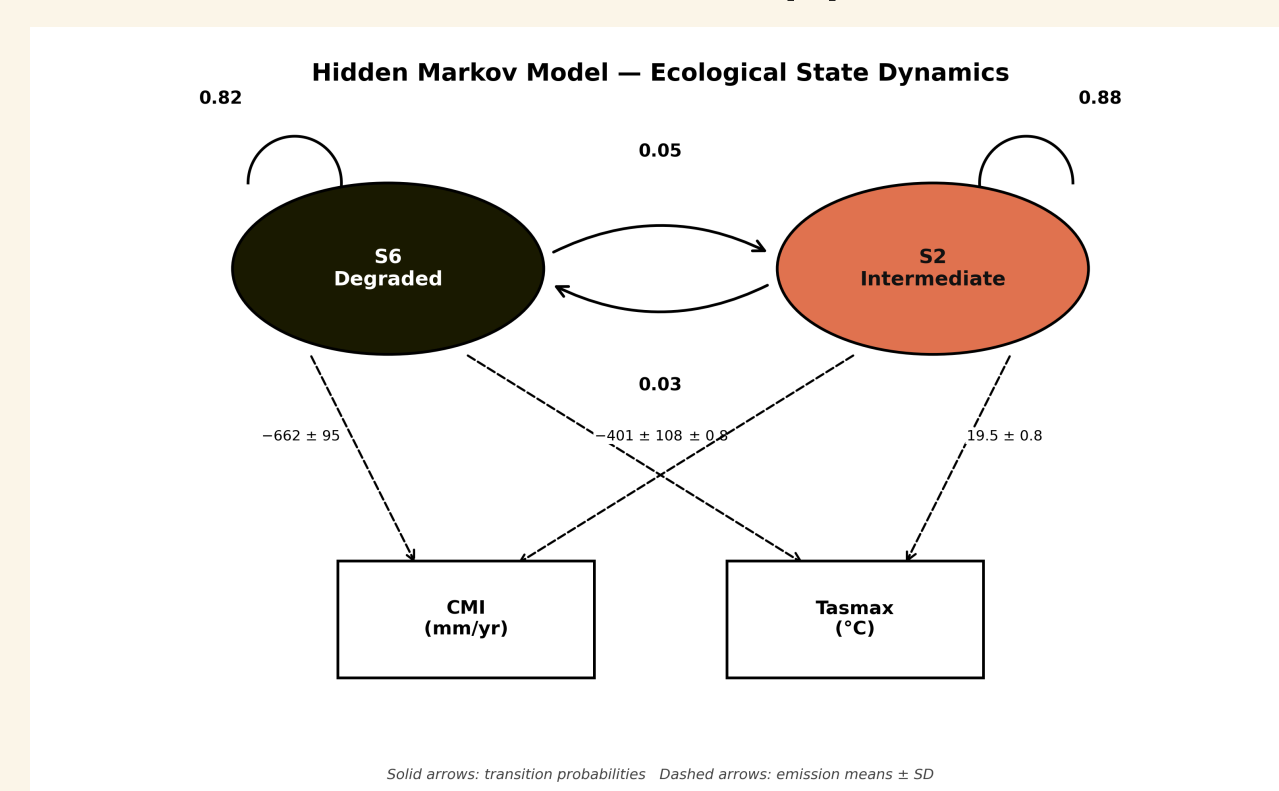 Hidden Markov Model — Ecological State Dynamics
0.82
0.88
0.05
S6
Degraded
S2
Intermediate
0.03
−662 ± 95
−401 ± 108 ± 0.8
19.5 ± 0.8
CMI
(mm/yr)
Tasmax
(°C)
Solid arrows: transition probabilities   Dashed arrows: emission means ± SD